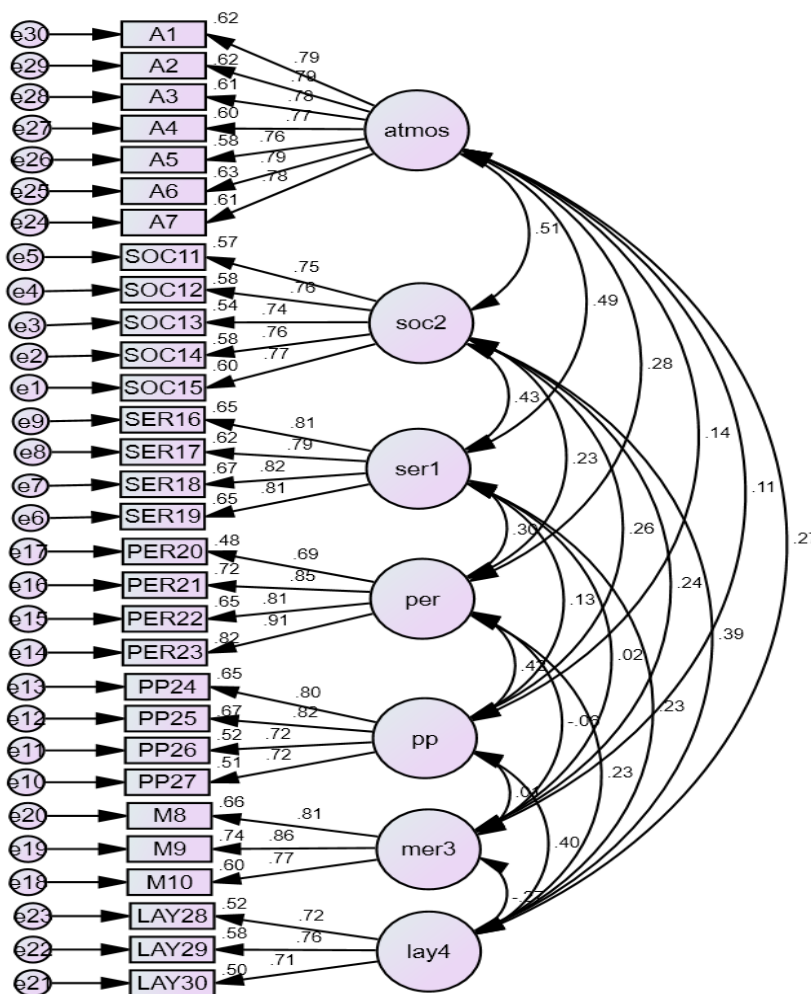 .62
e30 A1
.79
.62
e29 A2
.79
.61
e28 A3
.78
.60
e27 A4
.77
atmos
.58
e26 A5
.76
.63
e25 A6
.79
.61
e24 A7
.78
.57
e5 SOC11
.75
.51
.58
e4 SOC12
.76
.49
.54
e3 SOC13
.74
soc2
.58
e2 SOC14
.76
.28
.60
e1 SOC15
.77
.65
e9 SER16
.81
.43
.14
.62
e8 SER17
.79
.23
.11
.67
e7 SER18
.82
ser1
.65
e6 SER19
.81
.30
.26
.48
e17 PER20
.69
.13
.24
.72
e16 PER21
.85
per
.02
.39
.65
e15 PER22
.81
.82
e14 PER23
.91
.42
.65
e13 PP24
.80
-.06
.23
.67
e12 PP25
.82
pp
.23
.52
e11 PP26
.72
.51
e10 PP27
.72
.01
.66
e20 M8
.81
.40
.74
e19 M9
.86
mer3
.60
e18 M10
.77
-.27
.52
e23 LAY28
.72
.58
e22 LAY29
.76
lay4
.50
e21 LAY30
.71